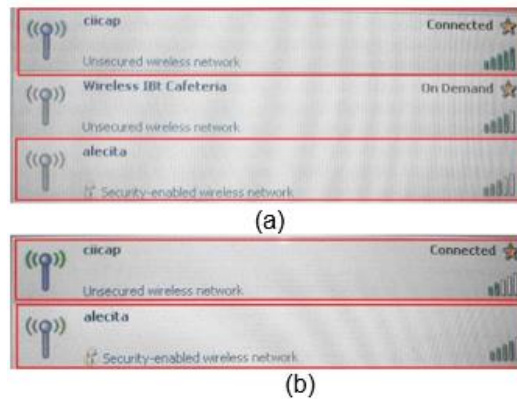 ciicap
Connected
Unsecured wireless network
Wireless IBt Cafeteria
On Demand
Unsecured wireless network
alecita
Security-enabled wireless network
(a)
ciicap
Connected
Unsecured wireless network
alecita
Security-enabled wireless network
(b)